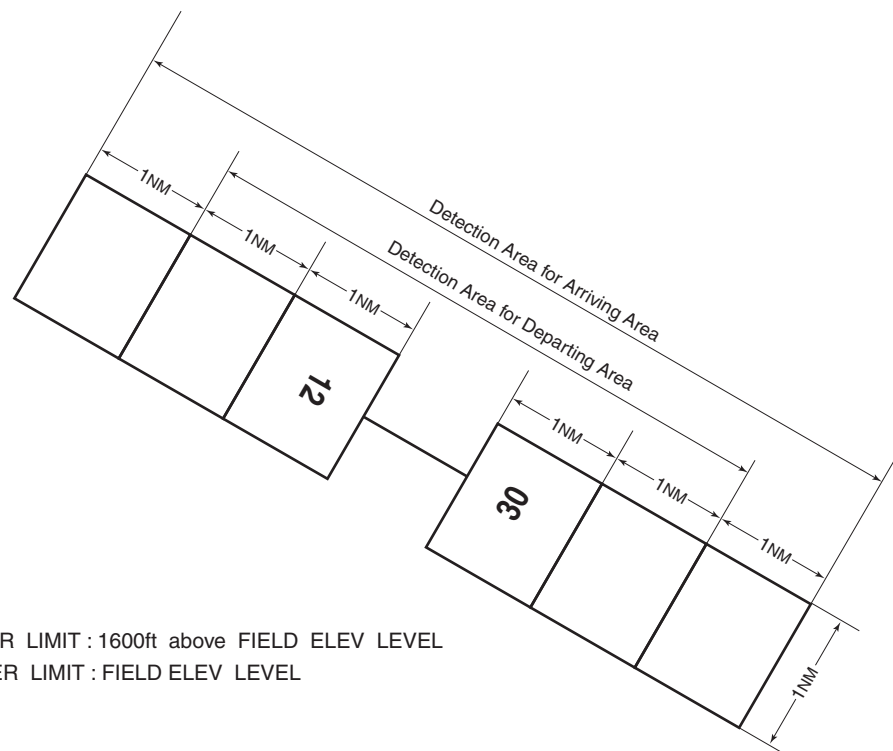 Detection Area for Arriving Area
Detection Area for Departing Area
1NM
1NM
1NM
12
1NM
1NM
1NM
30
1NM
R LIMIT : 1600ft above FIELD ELEV LEVEL
ER LIMIT : FIELD ELEV LEVEL